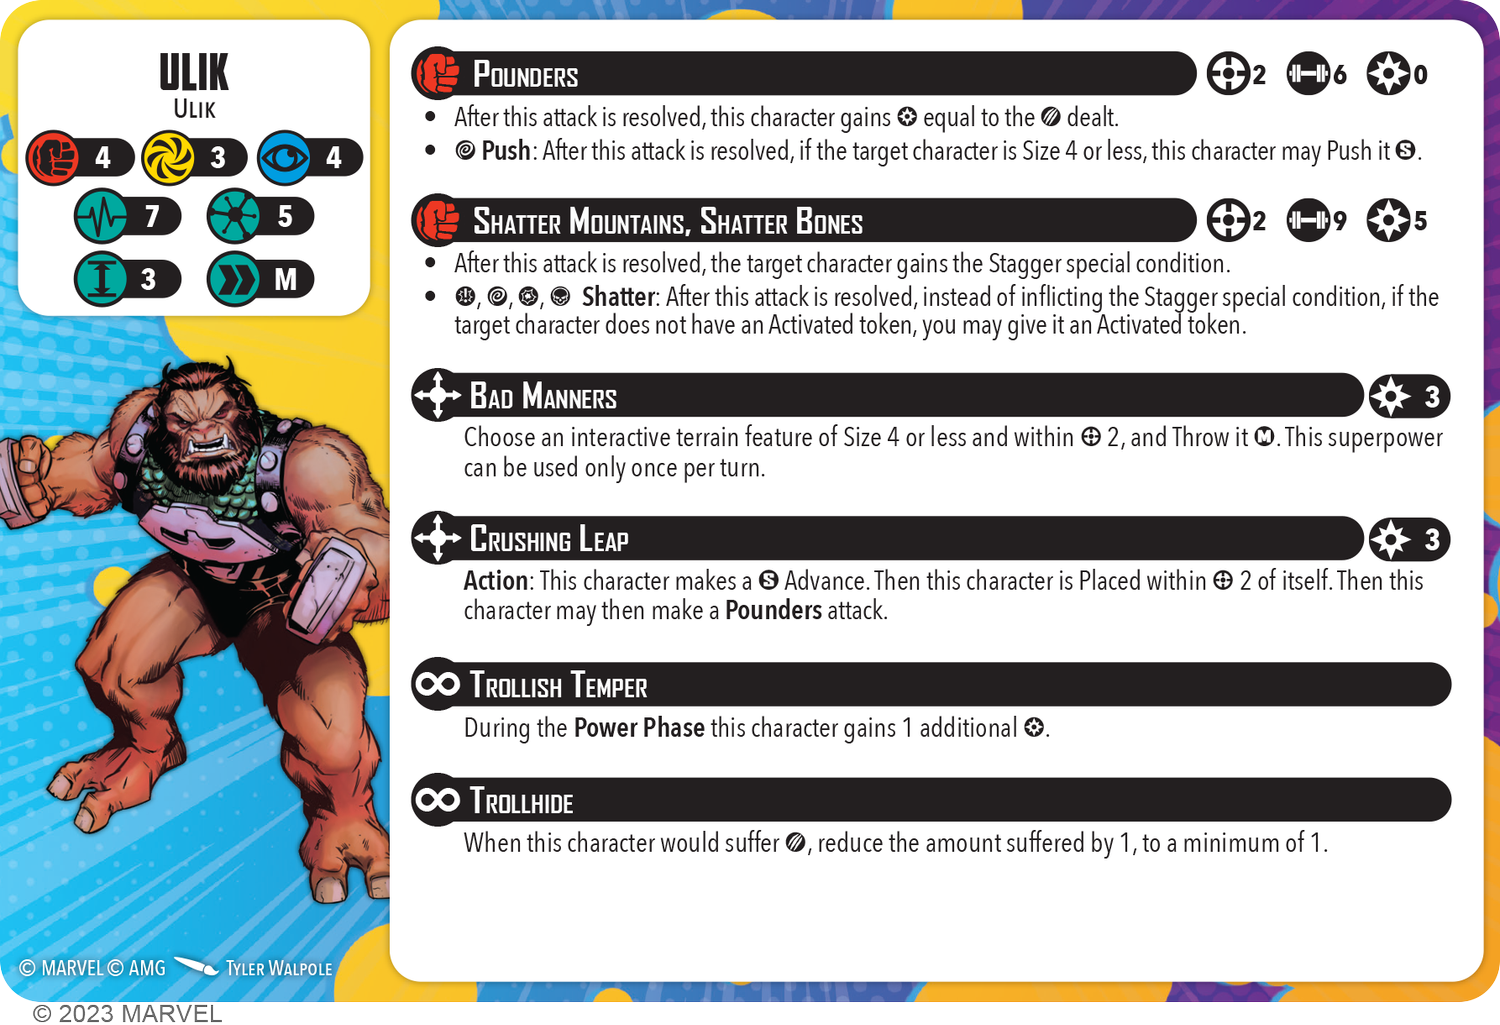 ULIK
Ulik
4 3 4
7 5
3 M
POUNDERS 2 6 0
• After this attack is resolved, this character gains equal to the dealt.
• Push: After this attack is resolved, if the target character is Size 4 or less, this character may Push it S.
SHATTER MOUNTAINS, SHATTER BONES 2 9 5
• After this attack is resolved, the target character gains the Stagger special condition.
• , , , Shatter: After this attack is resolved, instead of inflicting the Stagger special condition, if the
target character does not have an Activated token, you may give it an Activated token.
BAD MANNERS 3
Choose an interactive terrain feature of Size 4 or less and within 2, and Throw it M. This superpower
can be used only once per turn.
CRUSHING LEAP 3
Action: This character makes a S Advance. Then this character is Placed within 2 of itself. Then this
character may then make a Pounders attack.
TROLLISH TEMPER
During the Power Phase this character gains 1 additional .
TROLLHIDE
When this character would suffer , reduce the amount suffered by 1, to a minimum of 1.
© MARVEL © AMG TYLER WALPOLE
© 2023 MARVEL